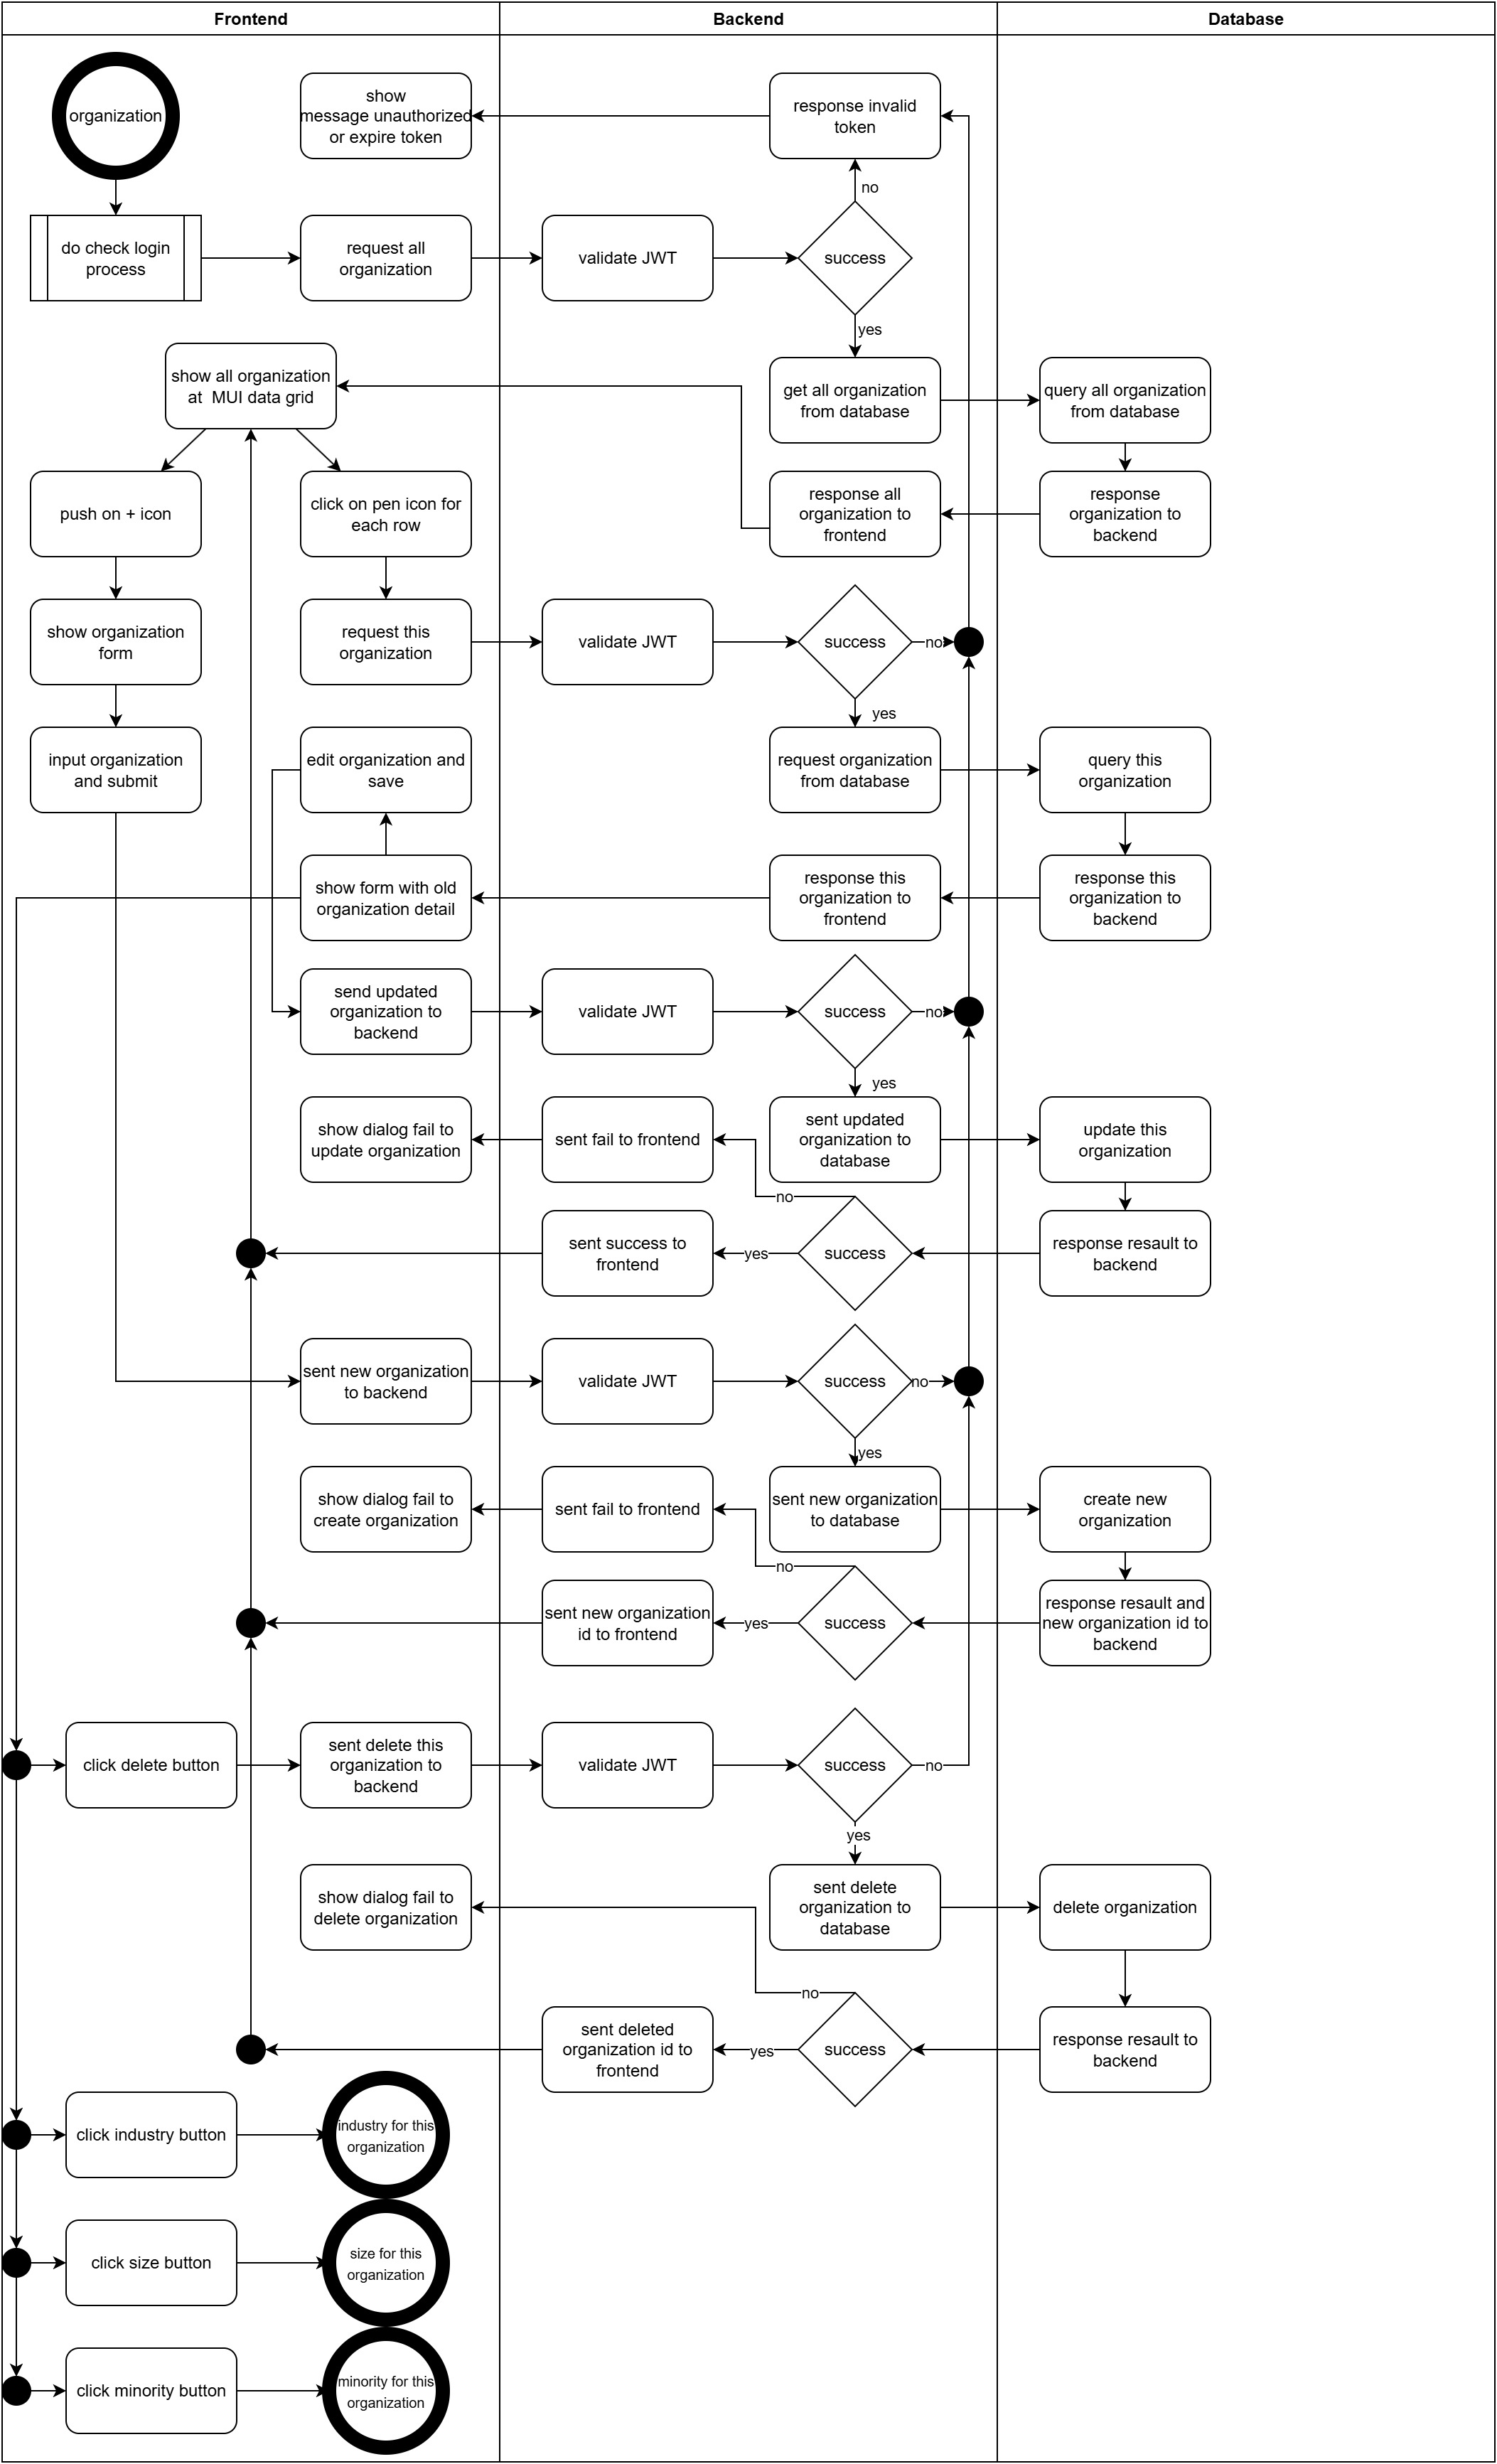 Frontend
Backend
Database
organization
show
message unauthorized
or expire token
response invalid
token
no
do check login
process
request all
organization
validate JWT
success
yes
show all organization
at  MUI data grid
get all organization
from database
query all organization
from database
push on + icon
click on pen icon for
each row
response all
organization to
frontend
response
organization to
backend
show organization
form
request this
organization
validate JWT
success
no
yes
input organization
and submit
edit organization and
save
request organization
from database
query this
organization
show form with old
organization detail
response this
organization to
frontend
response this
organization to
backend
send updated
organization to
backend
validate JWT
success
no
yes
show dialog fail to
update organization
sent fail to frontend
sent updated
organization to
database
update this
organization
no
sent success to
frontend
yes
success
response resault to
backend
sent new organization
to backend
validate JWT
success
no
yes
show dialog fail to
create organization
sent fail to frontend
sent new organization
to database
create new
organization
no
sent new organization
id to frontend
yes
success
response resault and
new organization id to
backend
click delete button
sent delete this
organization to
backend
validate JWT
success
no
yes
show dialog fail to
delete organization
sent delete
organization to
database
delete organization
no
sent deleted
organization id to
frontend
yes
success
response resault to
backend
click industry button
industry for this
organization
click size button
size for this
organization
click minority button
minority for this
organization